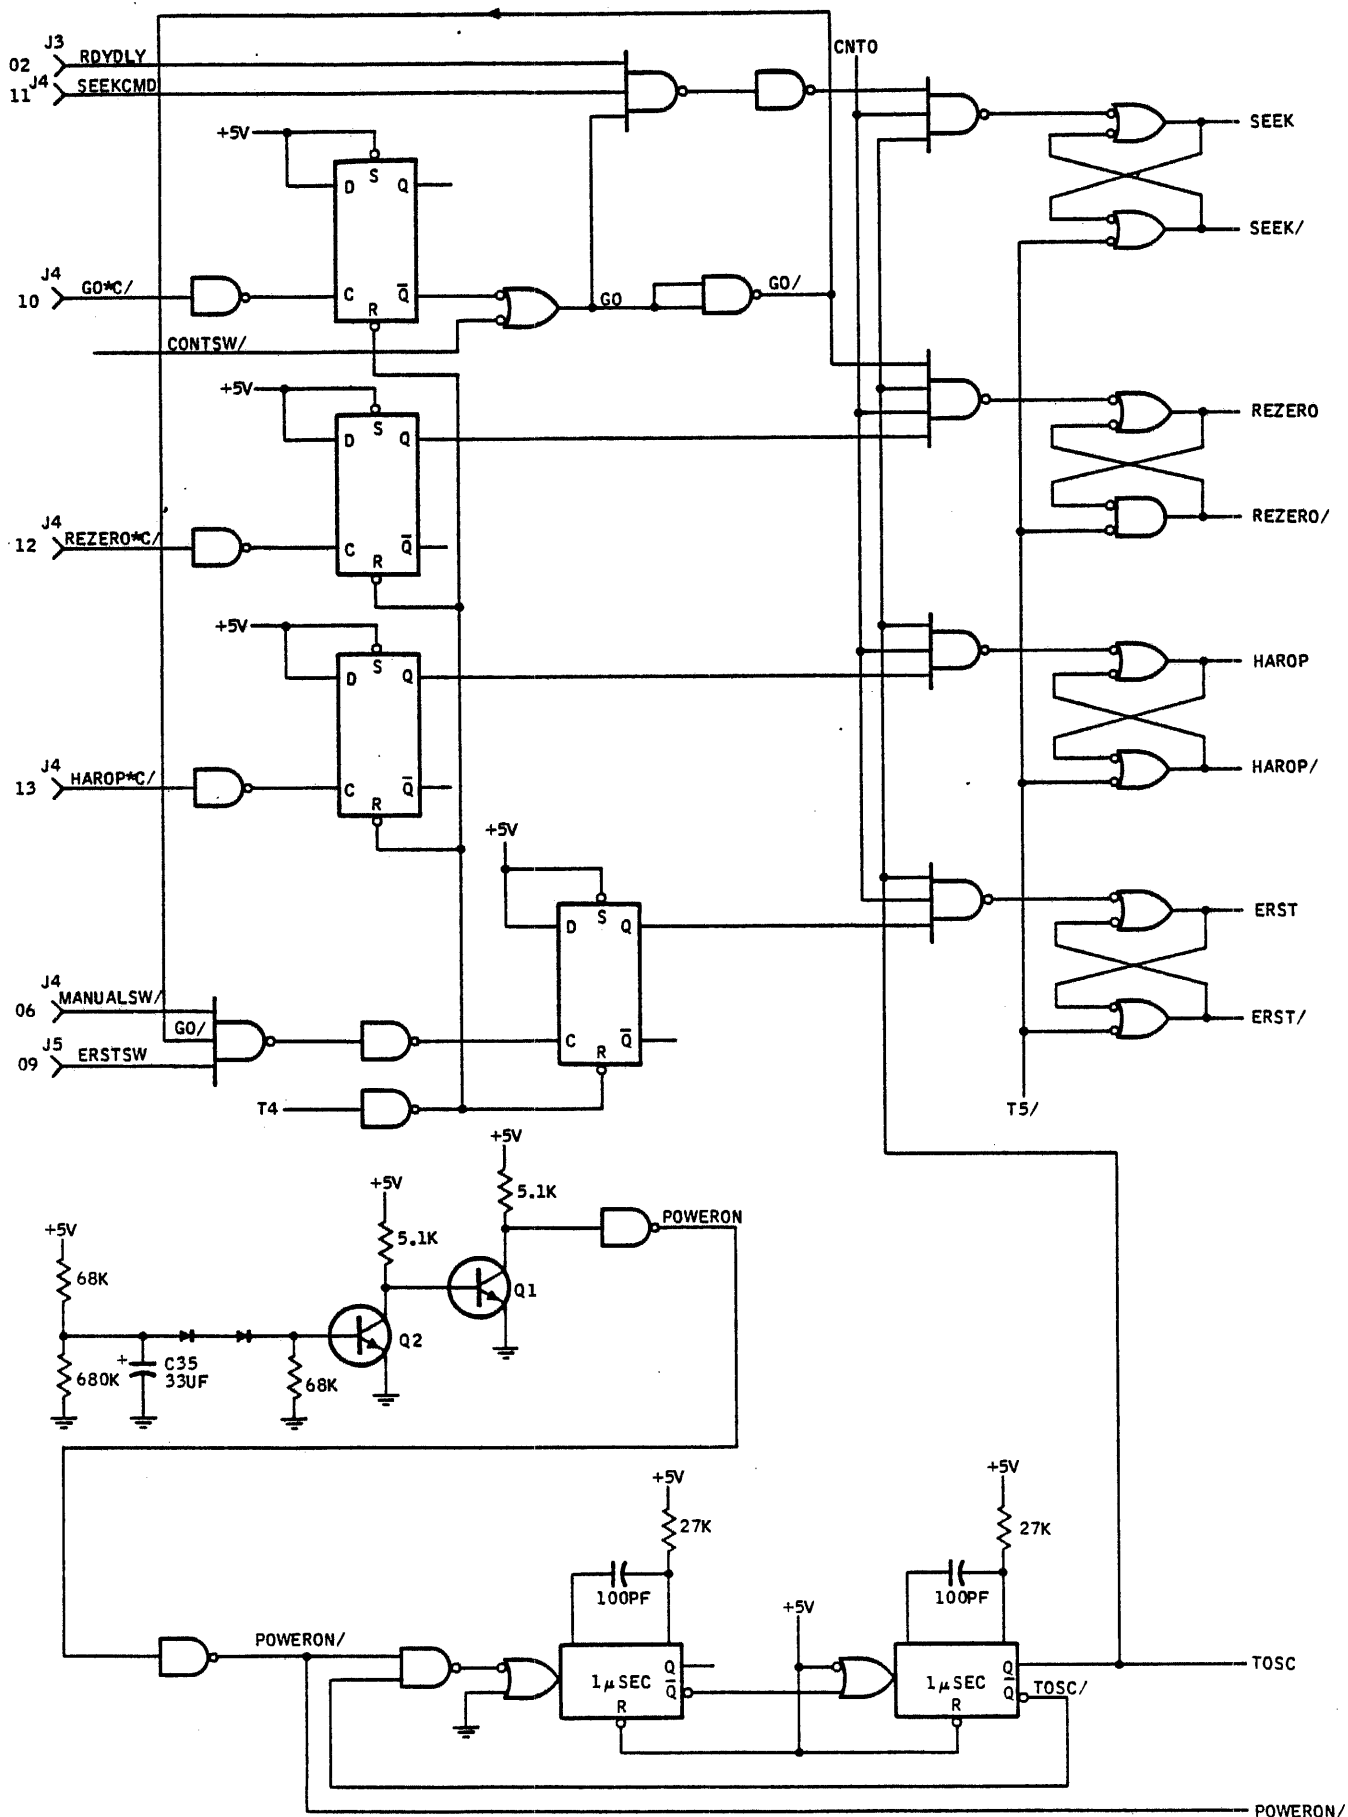 J3
02 RDYDLY
J4
11 SEEKCMD
CNTO
+5V
S
D Q
SEEK
SEEK/
J4
10 GO*C/
C Q̅
R
GO
GO/
CONTSW/
+5V
S
D Q
REZERO
J4
12 REZERO*C/
C Q̅
R
REZERO/
+5V
S
D Q
HAROP
J4
13 HAROP*C/
C Q̅
R
HAROP/
+5V
S
D Q
ERST
J4
06 MANUALSW/
GO/
J5
09 ERSTSW
C Q̅
R
ERST/
T4
T5/
+5V
5.1K
POWERON
+5V
5.1K
Q1
+5V
68K
Q2
680K
+
C35
33UF
68K
+5V
27K
100PF
+5V
27K
100PF
+5V
POWERON/
1μSEC
Q
Q̅
R
1μSEC
Q
Q̅
R
TOSC
TOSC/
POWERON/